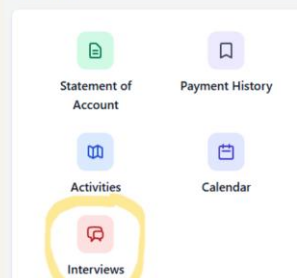 Statement of
Account
Payment History
Activities
Calendar
Interviews